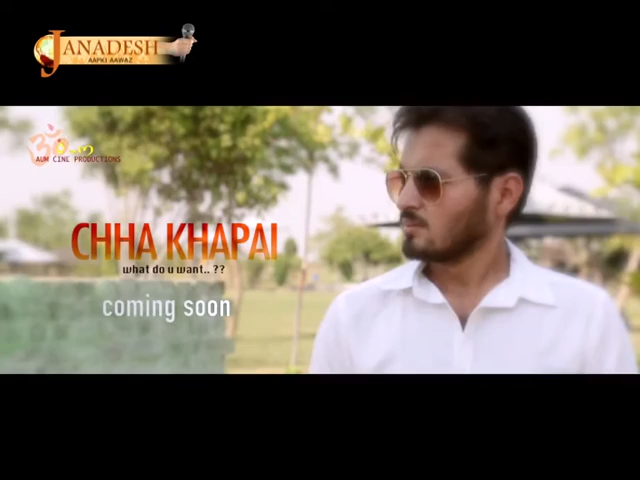 JANADESH
AAPKI AAWAZ
AUM CINE PRODUCTIONS
CHHA KHAPAI
what do u want.. ??
coming soon